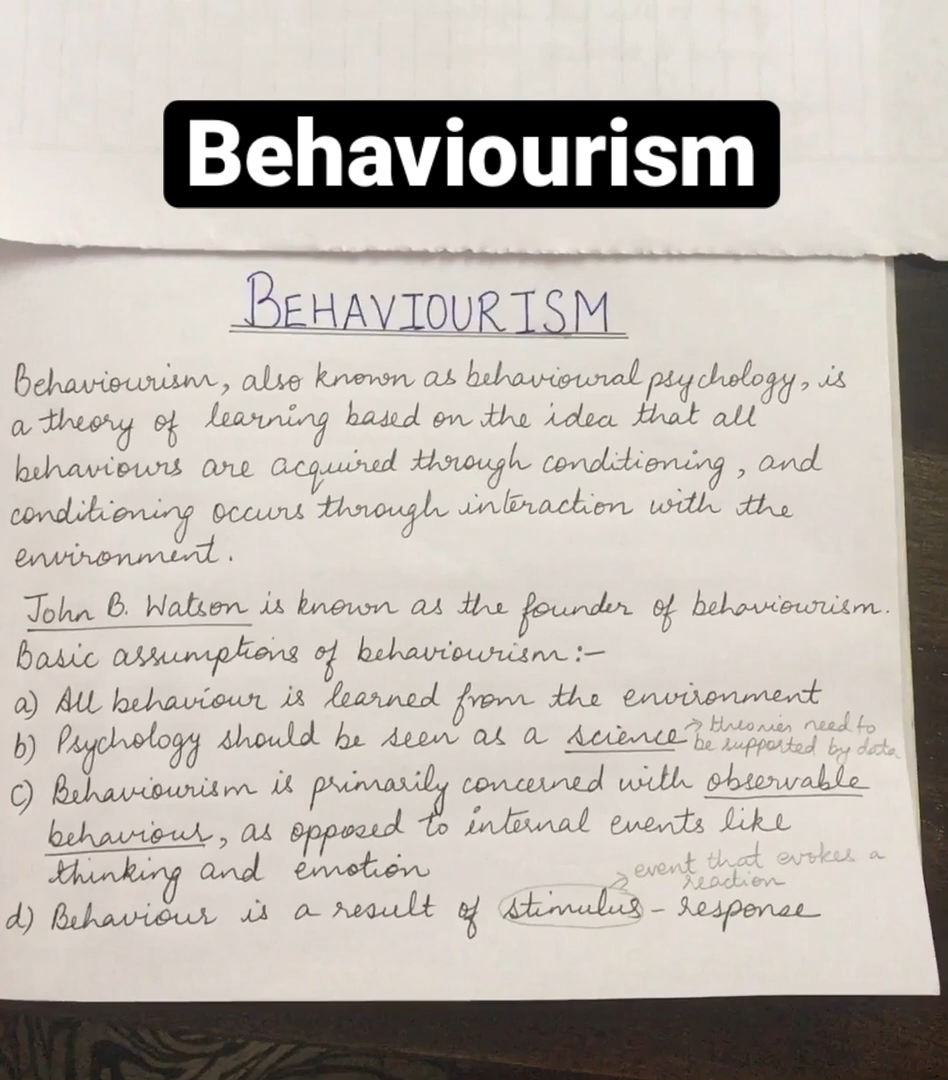 Behaviourism
BEHAVIOURISM
Behaviourism, also known as behavioural psychology, is
a theory of learning based on the idea that all
behaviours are acquired through conditioning, and
conditioning occurs through interaction with the
environment.
John B. Watson is known as the founder of behaviourism.
Basic assumptions of behaviourism:-
a) All behaviour is learned from the environment
b) Psychology should be seen as a science → theories need to
be supported by data
c) Behaviourism is primarily concerned with observable
behaviour, as opposed to internal events like
thinking and emotion
event that evokes a
reaction
d) Behaviour is a result of stimulus - response